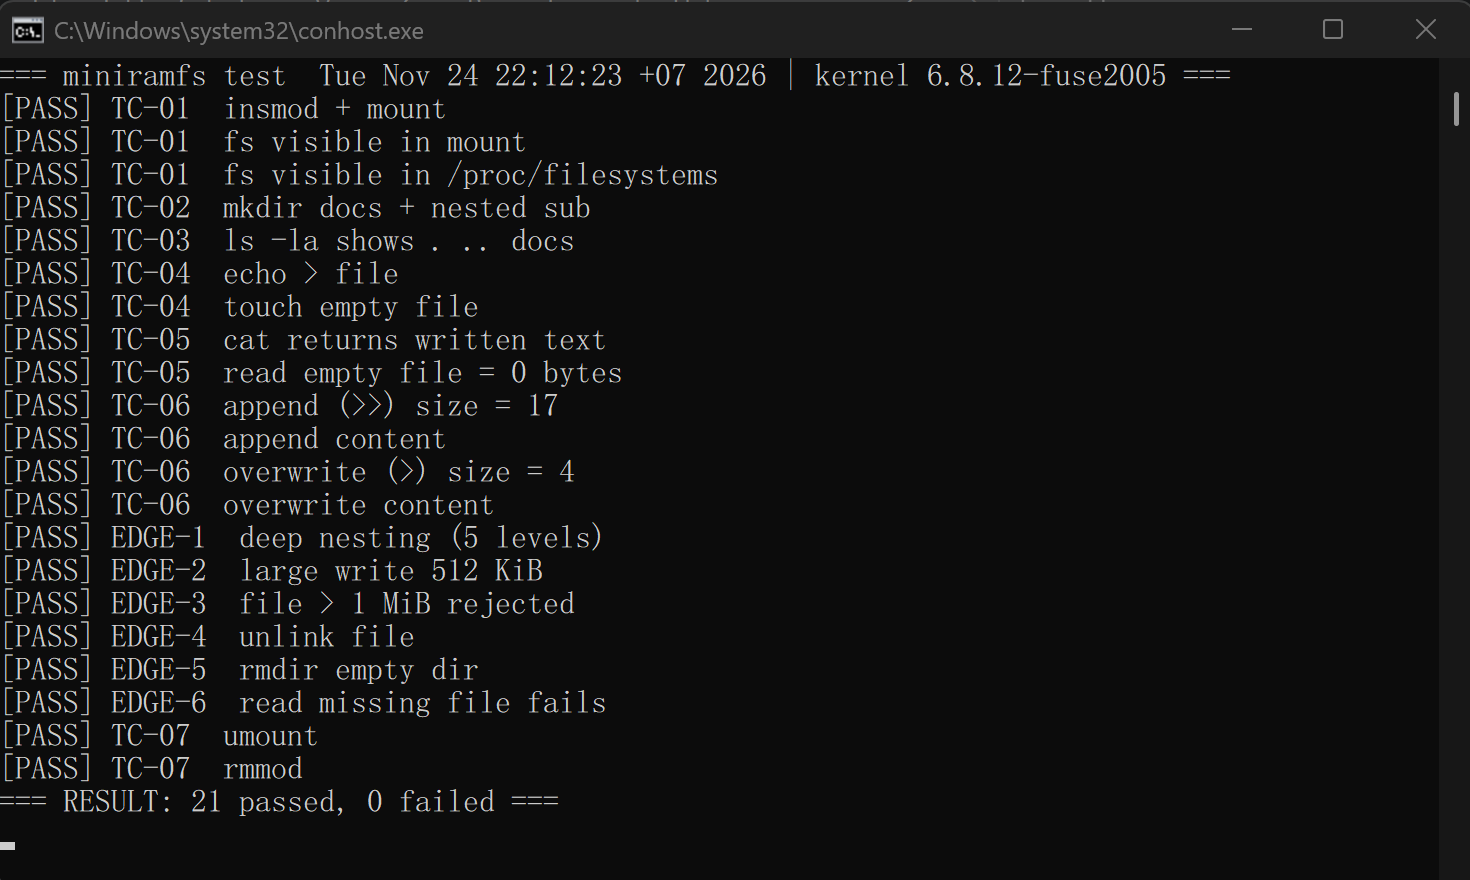 C:\Windows\system32\conhost.exe
=== miniramfs test  Tue Nov 24 22:12:23 +07 2026 | kernel 6.8.12-fuse2005 ===
[PASS] TC-01  insmod + mount
[PASS] TC-01  fs visible in mount
[PASS] TC-01  fs visible in /proc/filesystems
[PASS] TC-02  mkdir docs + nested sub
[PASS] TC-03  ls -la shows . .. docs
[PASS] TC-04  echo > file
[PASS] TC-04  touch empty file
[PASS] TC-05  cat returns written text
[PASS] TC-05  read empty file = 0 bytes
[PASS] TC-06  append (>>) size = 17
[PASS] TC-06  append content
[PASS] TC-06  overwrite (>) size = 4
[PASS] TC-06  overwrite content
[PASS] EDGE-1  deep nesting (5 levels)
[PASS] EDGE-2  large write 512 KiB
[PASS] EDGE-3  file > 1 MiB rejected
[PASS] EDGE-4  unlink file
[PASS] EDGE-5  rmdir empty dir
[PASS] EDGE-6  read missing file fails
[PASS] TC-07  umount
[PASS] TC-07  rmmod
=== RESULT: 21 passed, 0 failed ===